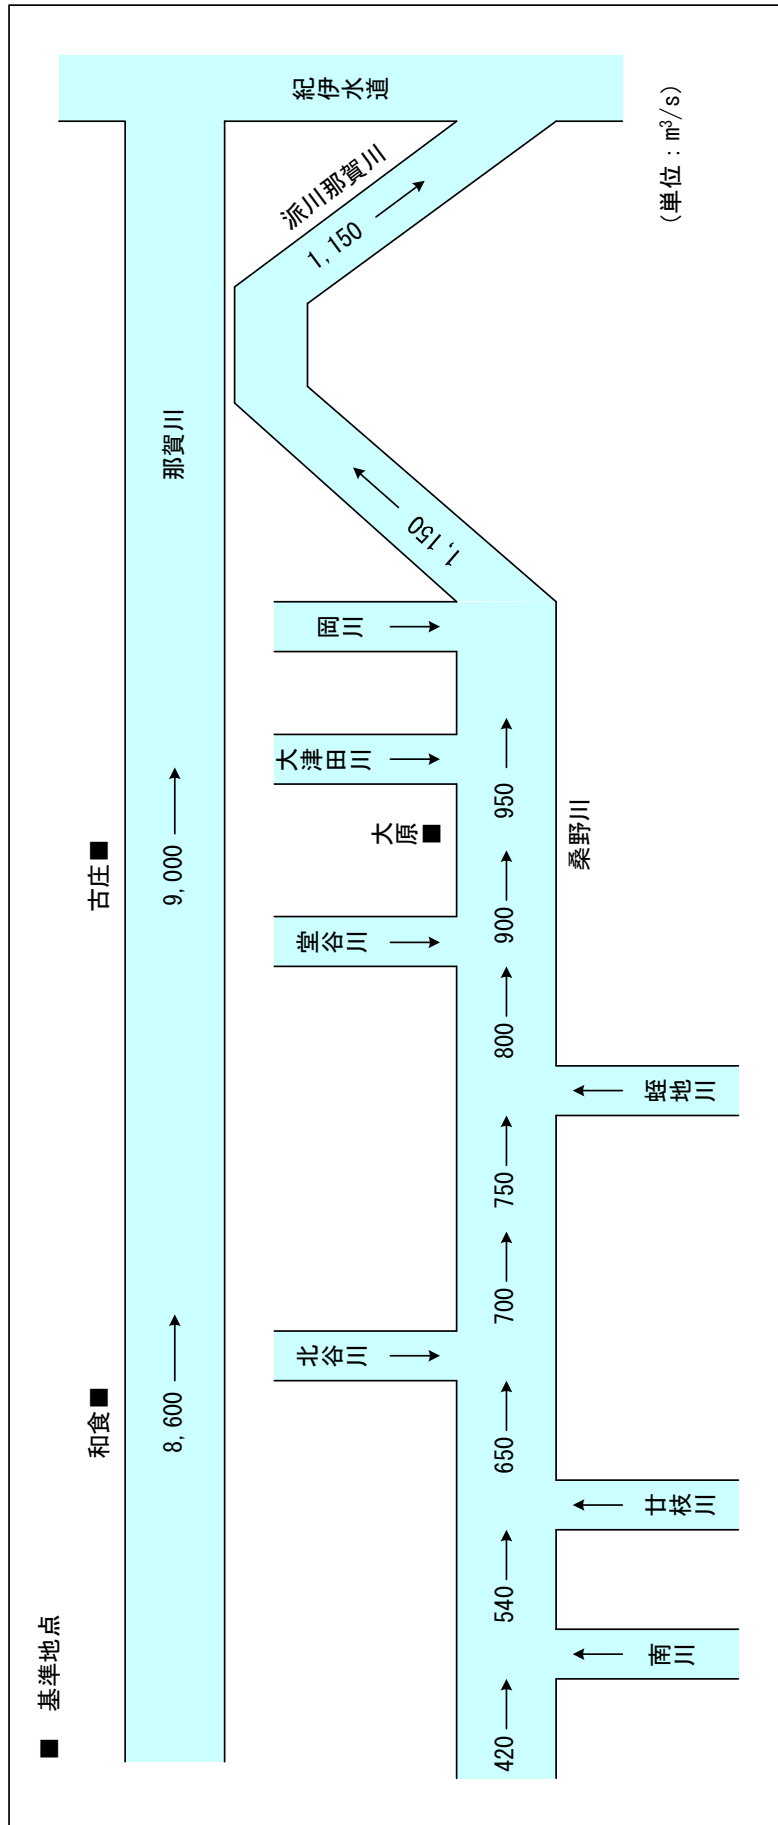 ■ 基準地点
和食■
古庄■
8,600
9,000
那賀川
紀伊水道
派川那賀川
1,150
1,150
北谷川
堂谷川
大原■
大津田川
岡川
420
540
650
700
750
800
900
950
桑野川
南川
廿枝川
蛭地川
(単位：m³/s)